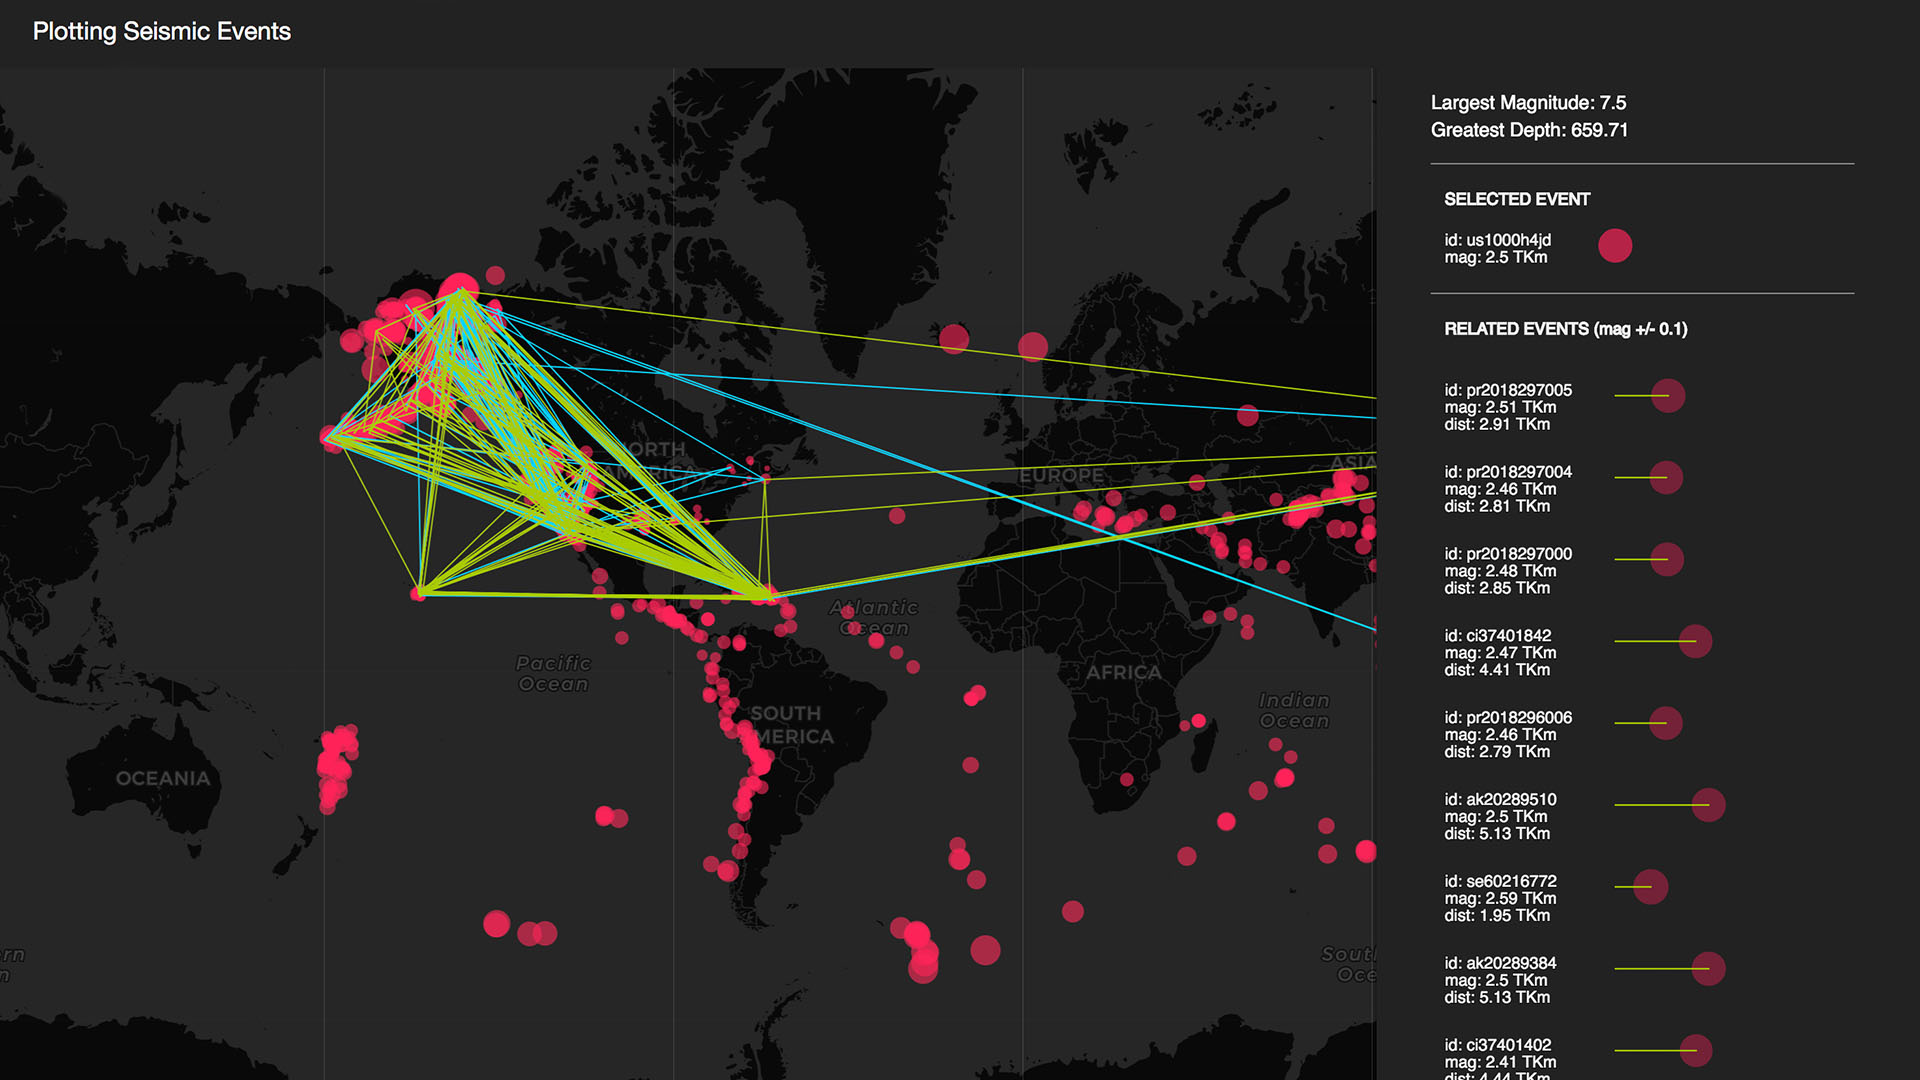 Plotting Seismic Events
Largest Magnitude: 7.5
Greatest Depth: 659.71
SELECTED EVENT
id: us1000h4jd
mag: 2.5 TKm
RELATED EVENTS (mag +/- 0.1)
id: pr2018297005
mag: 2.51 TKm
dist: 2.91 TKm
id: pr2018297004
mag: 2.46 TKm
dist: 2.81 TKm
id: pr2018297000
mag: 2.48 TKm
dist: 2.85 TKm
id: ci37401842
mag: 2.47 TKm
dist: 4.41 TKm
id: pr2018296006
mag: 2.46 TKm
dist: 2.79 TKm
id: ak20289510
mag: 2.5 TKm
dist: 5.13 TKm
id: se60216772
mag: 2.59 TKm
dist: 1.95 TKm
id: ak20289384
mag: 2.5 TKm
dist: 5.13 TKm
id: ci37401402
mag: 2.41 TKm
dist: 4.44 TKm
ORTH
AMERICA
EUROPE
ASIA
Atlantic
Ocean
Pacific
Ocean
AFRICA
Indian
Ocean
SOUTH
MERICA
OCEANIA
rn
n
Sout
Oce